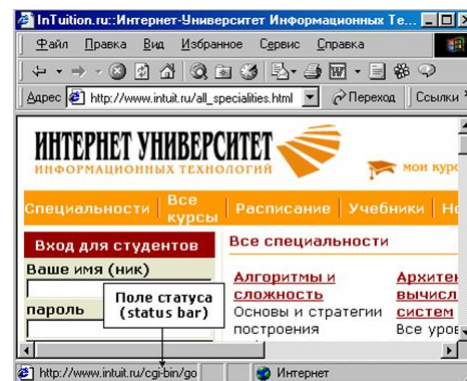 InTuition.ru::Интернет-Университет Информационных Те...
Файл Правка Вид Избранное Сервис Справка
Адрес http://www.intuit.ru/all_specialities.html Переход Ссылки
ИНТЕРНЕТ УНИВЕРСИТЕТ
ИНФОРМАЦИОННЫХ ТЕХНОЛОГИЙ
мои курс
Специальности Все курсы Расписание Учебники Но
Вход для студентов
Ваше имя (ник)
пароль
Все специальности
Алгоритмы и
сложность
Основы и стратегии
построения
Архитек
вычисл
систем
Все уров
Поле статуса
(status bar)
http://www.intuit.ru/cgi-bin/go
Интернет